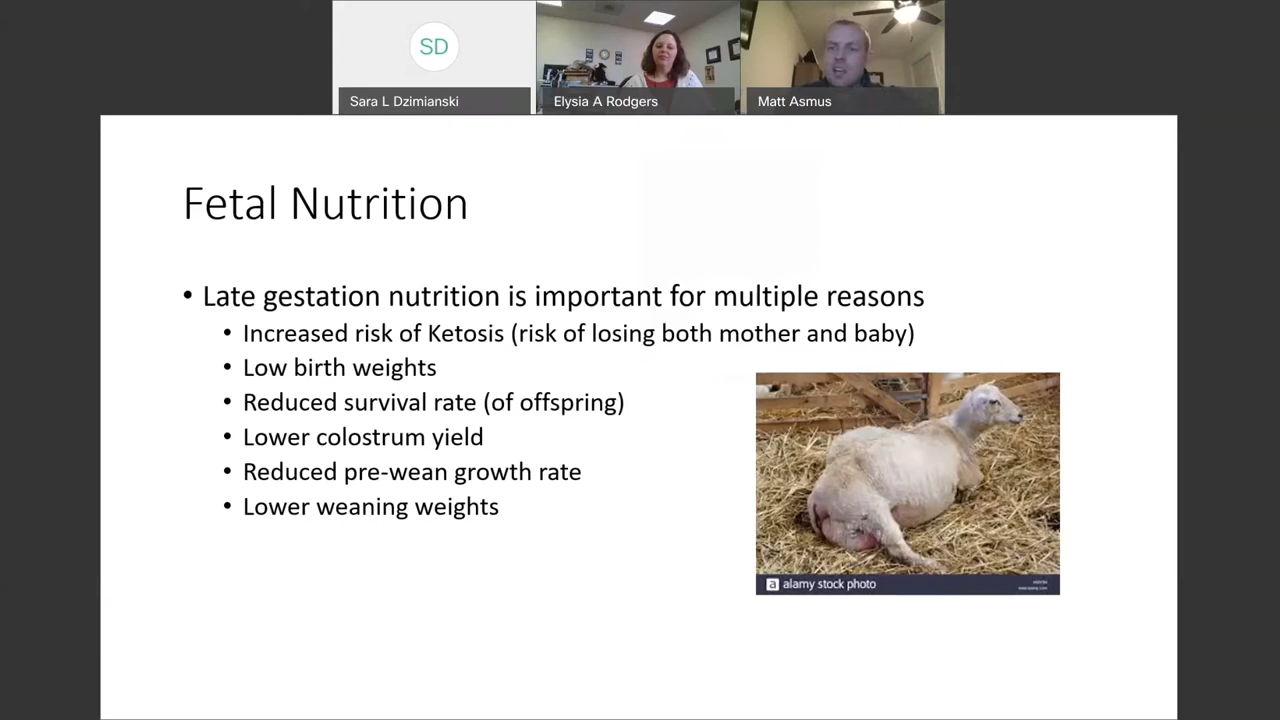 SD
Sara L Dzimianski
Elysia A Rodgers
Matt Asmus
Fetal Nutrition
• Late gestation nutrition is important for multiple reasons
• Increased risk of Ketosis (risk of losing both mother and baby)
• Low birth weights
• Reduced survival rate (of offspring)
• Lower colostrum yield
• Reduced pre-wean growth rate
• Lower weaning weights
a alamy stock photo